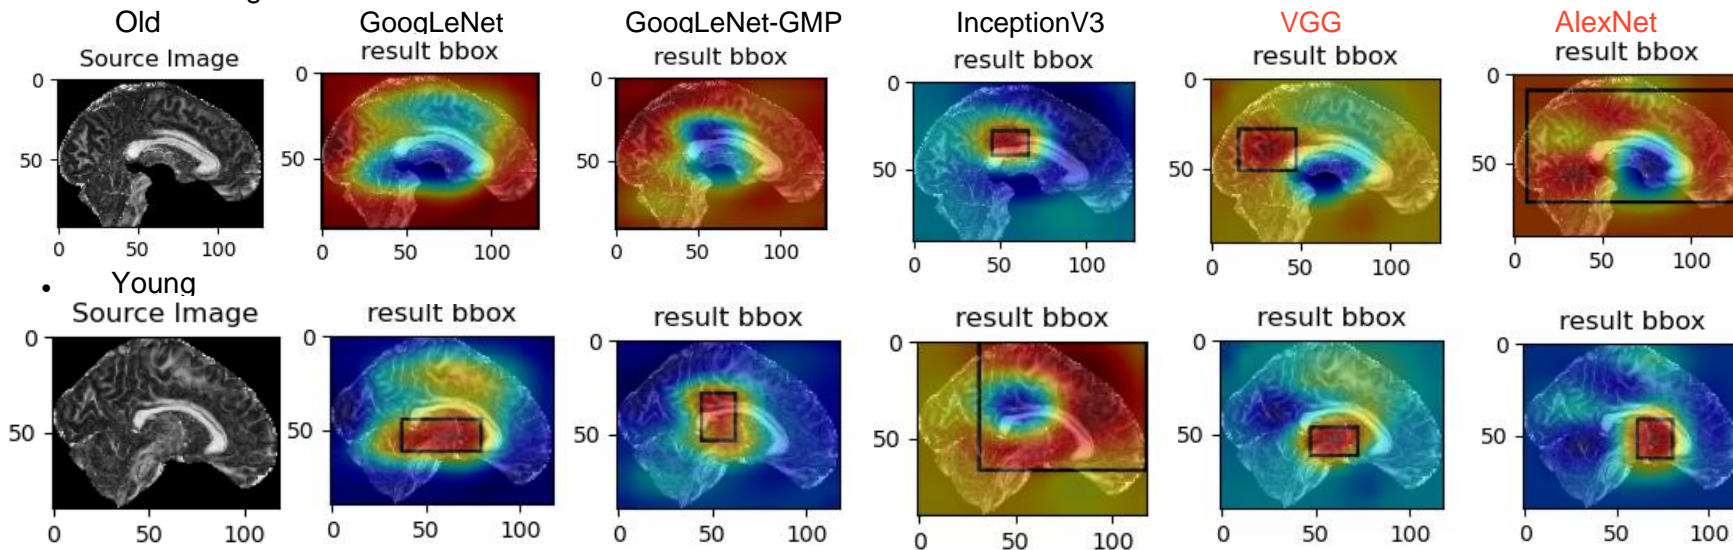 Old GoogLeNet GoogLeNet-GMP InceptionV3 VGG AlexNet
Source Image result bbox result bbox result bbox result bbox result bbox
0 0 0 0 0 0
50 50 50 50 50 50
0 50 100 0 50 100 0 50 100 0 50 100 0 50 100 0 50 100
• Young
Source Image result bbox result bbox result bbox result bbox result bbox
0 0 0 0 0 0
50 50 50 50 50 50
0 50 100 0 50 100 0 50 100 0 50 100 0 50 100 0 50 100